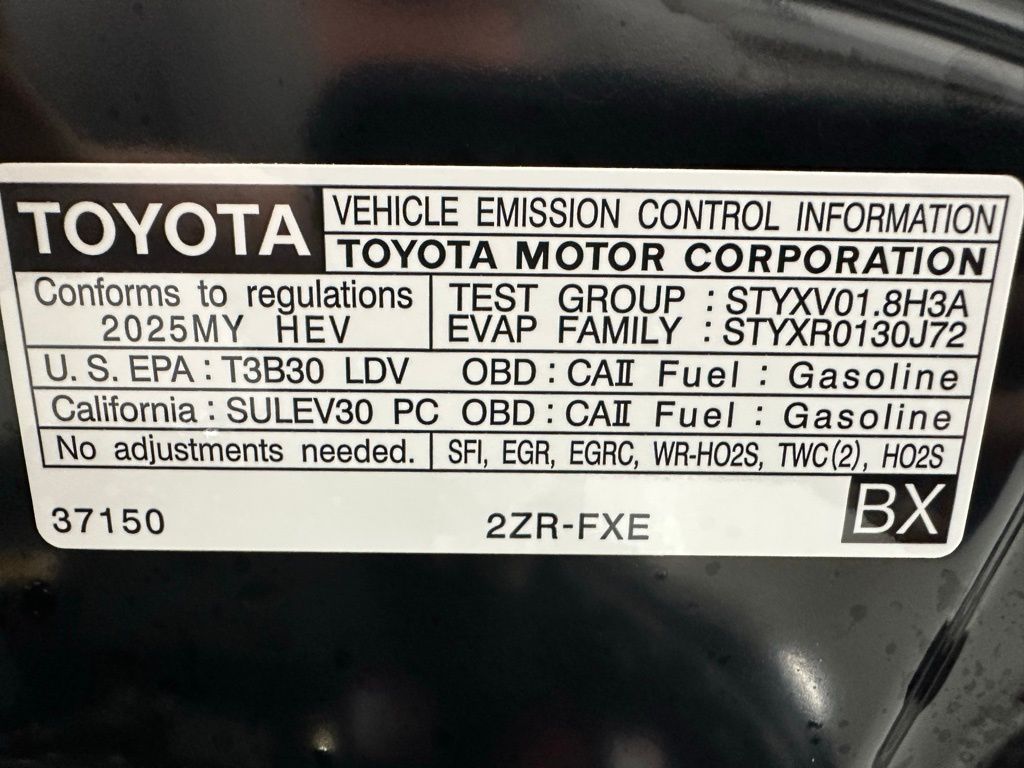 TOYOTA
VEHICLE EMISSION CONTROL INFORMATION
TOYOTA MOTOR CORPORATION
Conforms to regulations
2025MY HEV
TEST GROUP : STYXV01.8H3A
EVAP FAMILY : STYXR0130J72
U.S. EPA : T3B30 LDV OBD : CAⅡ Fuel : Gasoline
California : SULEV30 PC OBD : CAⅡ Fuel : Gasoline
No adjustments needed. SFI, EGR, EGRC, WR-HO2S, TWC(2), HO2S
37150 2ZR-FXE BX